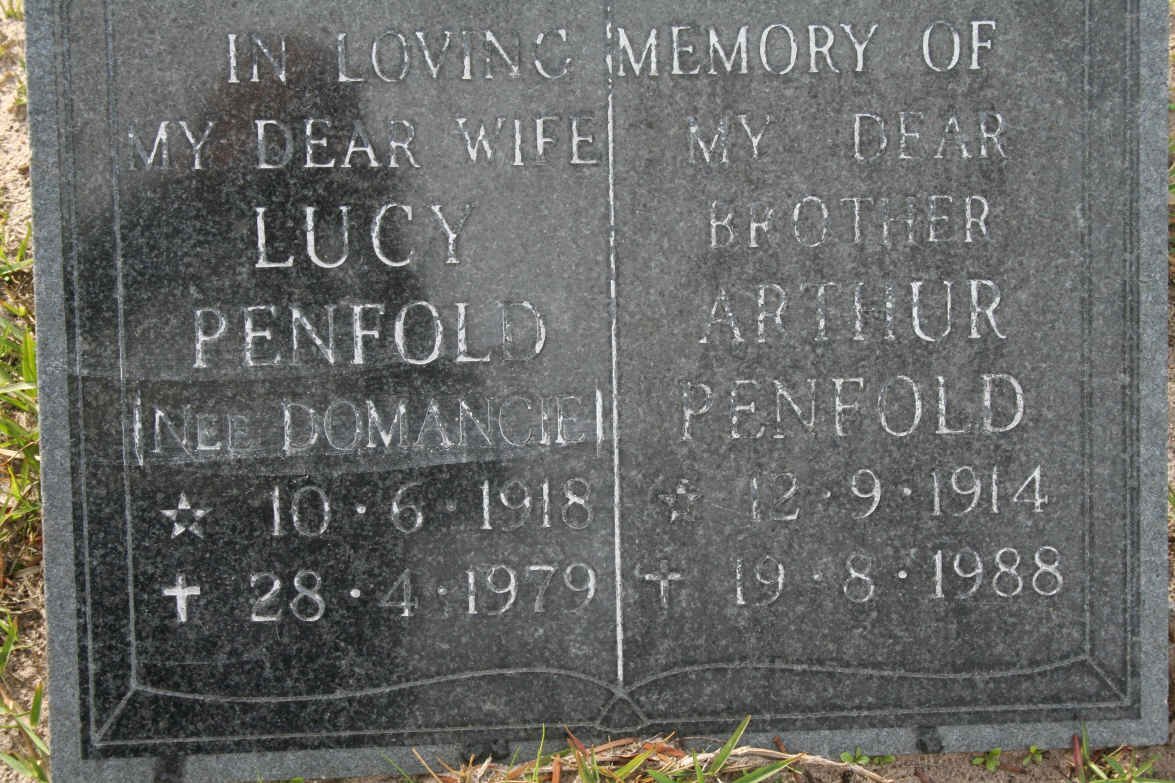 IN LOVING MEMORY OF
MY DEAR WIFE
LUCY
PENFOLD
(NEE DOMANCIE)
☆ 10·6·1918
✝ 28·4·1979
MY DEAR
BROTHER
ARTHUR
PENFOLD
☆ 12·9·1914
✝ 19·8·1988